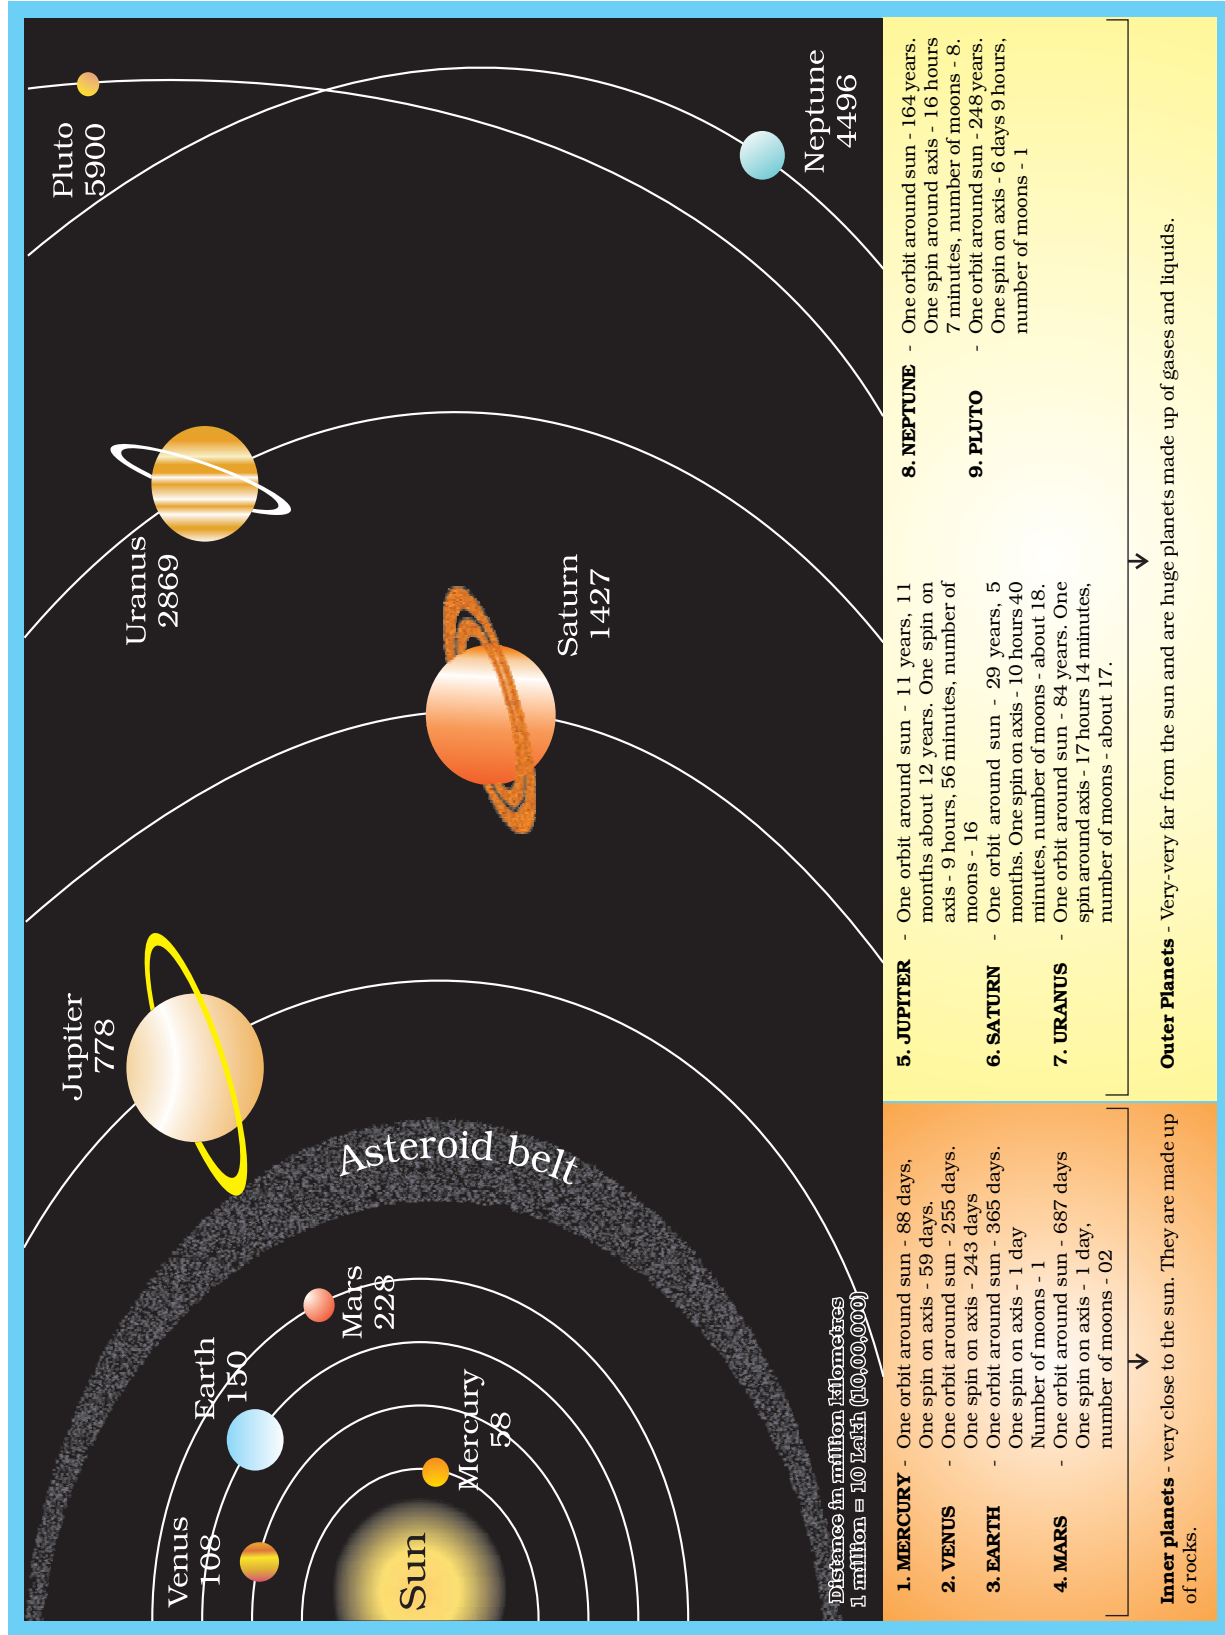 Sun
Mercury
58
Venus
108
Earth
150
Mars
228
Asteroid belt
Jupiter
778
Saturn
1427
Uranus
2869
Neptune
4496
Pluto
5900
Distance in million kilometres
1 million = 10 Lakh (10,00,000)
1. MERCURY - One orbit around sun - 88 days,
One spin on axis - 59 days.
2. VENUS - One orbit around sun - 255 days.
One spin on axis - 243 days
3. EARTH - One orbit around sun - 365 days.
One spin on axis - 1 day
Number of moons - 1
4. MARS - One orbit around sun - 687 days
One spin on axis - 1 day,
number of moons - 02
Inner planets - very close to the sun. They are made up
of rocks.
5. JUPITER - One orbit around sun - 11 years, 11
months about 12 years. One spin on
axis - 9 hours, 56 minutes, number of
moons - 16
6. SATURN - One orbit around sun - 29 years, 5
months. One spin on axis - 10 hours 40
minutes, number of moons - about 18.
7. URANUS - One orbit around sun - 84 years. One
spin around axis - 17 hours 14 minutes,
number of moons - about 17.
8. NEPTUNE - One orbit around sun - 164 years.
One spin around axis - 16 hours
7 minutes, number of moons - 8.
9. PLUTO - One orbit around sun - 248 years.
One spin on axis - 6 days 9 hours,
number of moons - 1
Outer Planets - Very-very far from the sun and are huge planets made up of gases and liquids.